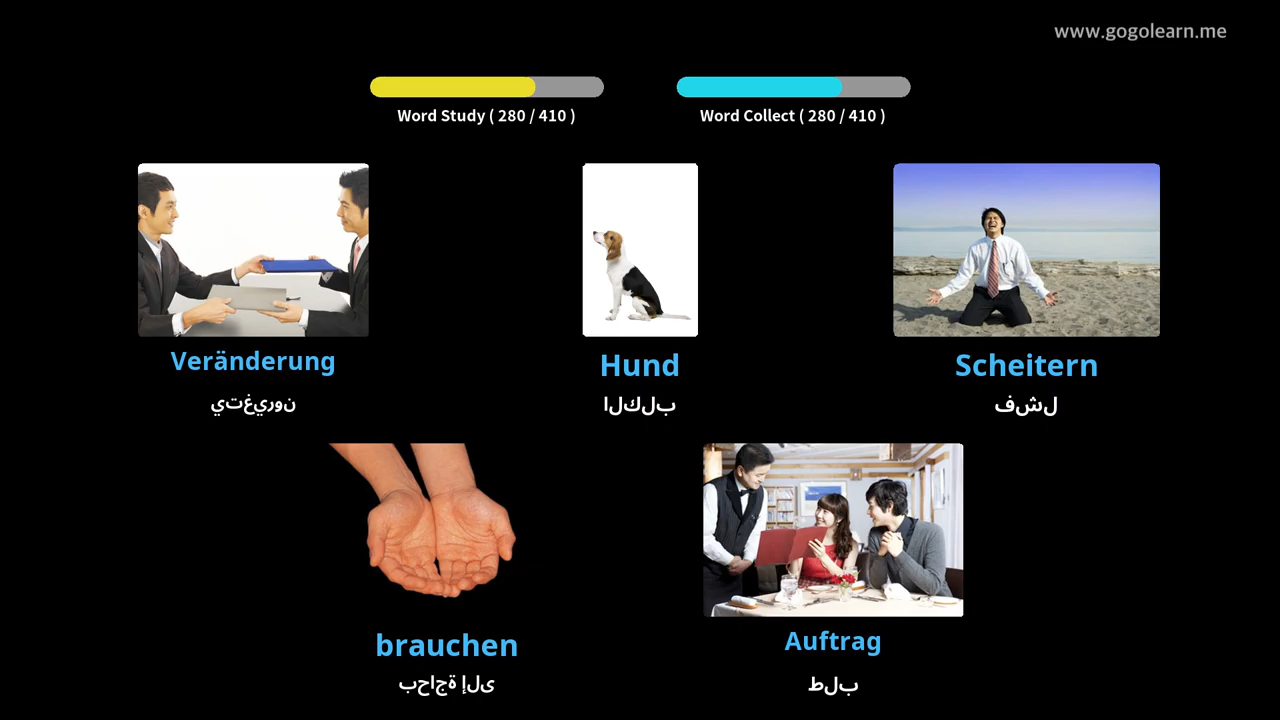 www.gogolearn.me
Word Study ( 280 / 410 )
Word Collect ( 280 / 410 )
Veränderung
Hund
Scheitern
يتغيرون
الكلب
فشل
brauchen
Auftrag
بحاجة إلى
طلب